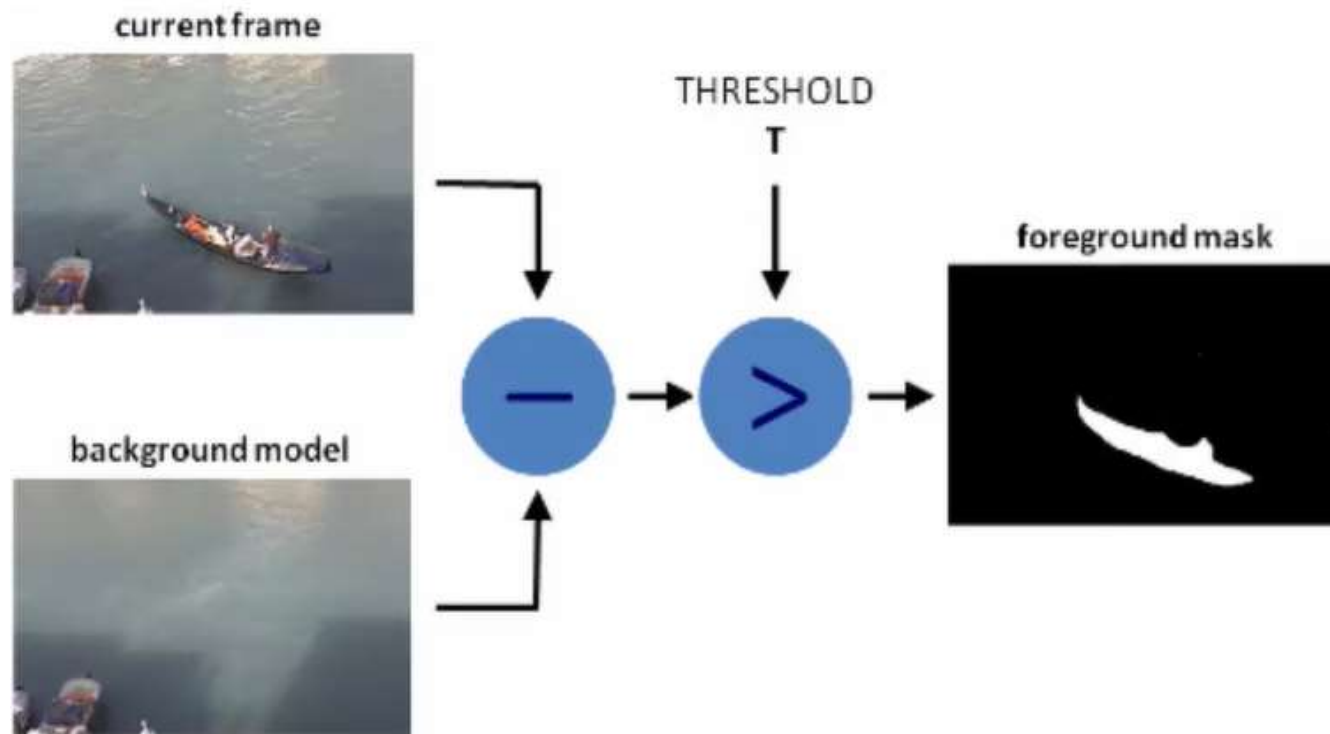 current frame
THRESHOLD
T
foreground mask
−
>
background model